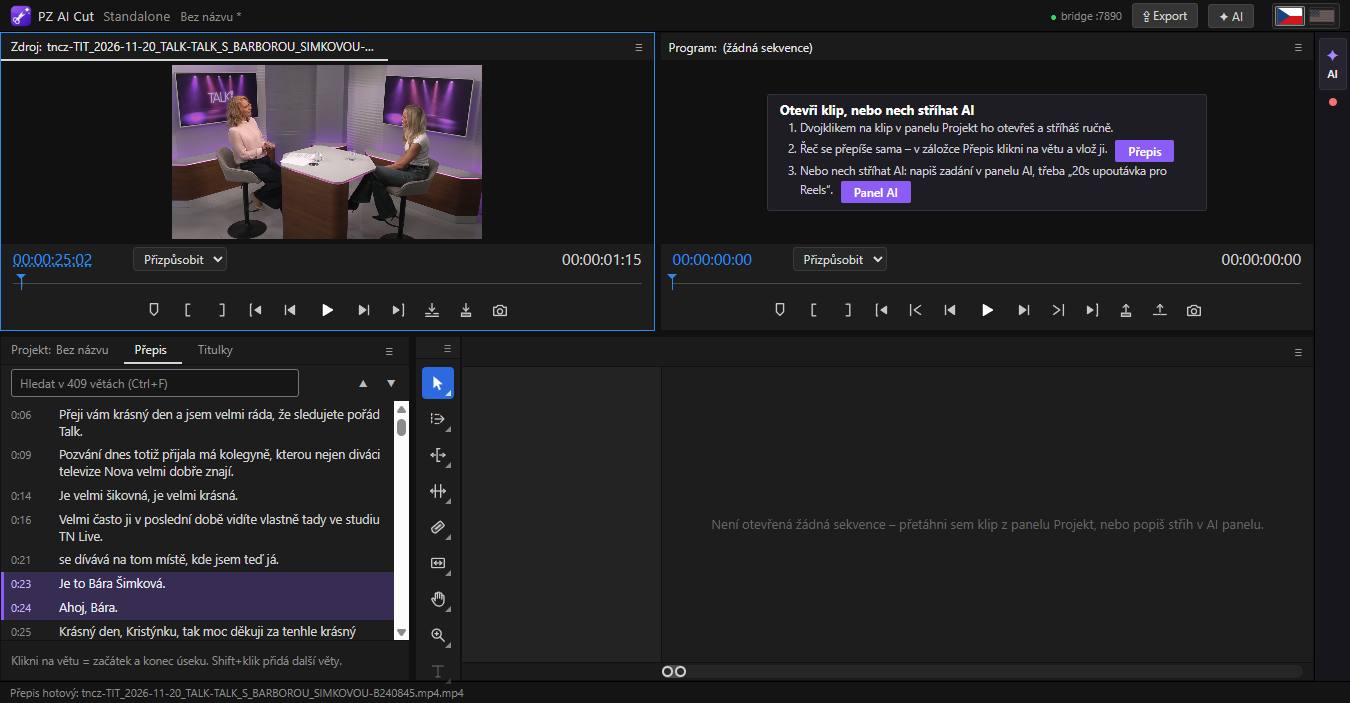 PZ AI Cut Standalone Bez názvu *
bridge :7890
Export
AI
Zdroj: tncz-TIT_2026-11-20_TALK-TALK_S_BARBOROU_SIMKOVOU-...
TALK!
00:00:25:02
Přizpůsobit
00:00:01:15
Program: (žádná sekvence)
Otevři klip, nebo nech stříhat AI
1. Dvojklikem na klip v panelu Projekt ho otevřeš a stříháš ručně.
2. Řeč se přepíše sama – v záložce Přepis klikni na větu a vlož ji. Přepis
3. Nebo nech stříhat AI: napiš zadání v panelu AI, třeba „20s upoutávka pro
Reels“. Panel AI
00:00:00:00
Přizpůsobit
00:00:00:00
AI
Projekt: Bez názvu
Přepis
Titulky
Hledat v 409 větách (Ctrl+F)
0:06 Přeji vám krásný den a jsem velmi ráda, že sledujete pořád
Talk.
0:09 Pozvání dnes totiž přijala má kolegyně, kterou nejen diváci
televize Nova velmi dobře znají.
0:14 Je velmi šikovná, je velmi krásná.
0:16 Velmi často ji v poslední době vidíte vlastně tady ve studiu
TN Live.
0:21 se dívává na tom místě, kde jsem teď já.
0:23 Je to Bára Šimková.
0:24 Ahoj, Bára.
0:25 Krásný den, Kristýnku, tak moc děkuji za tenhle krásný
Klikni na větu = začátek a konec úseku. Shift+klik přidá další věty.
Není otevřená žádná sekvence – přetáhni sem klip z panelu Projekt, nebo popiš střih v AI panelu.
Přepis hotový: tncz-TIT_2026-11-20_TALK-TALK_S_BARBOROU_SIMKOVOU-B240845.mp4.mp4